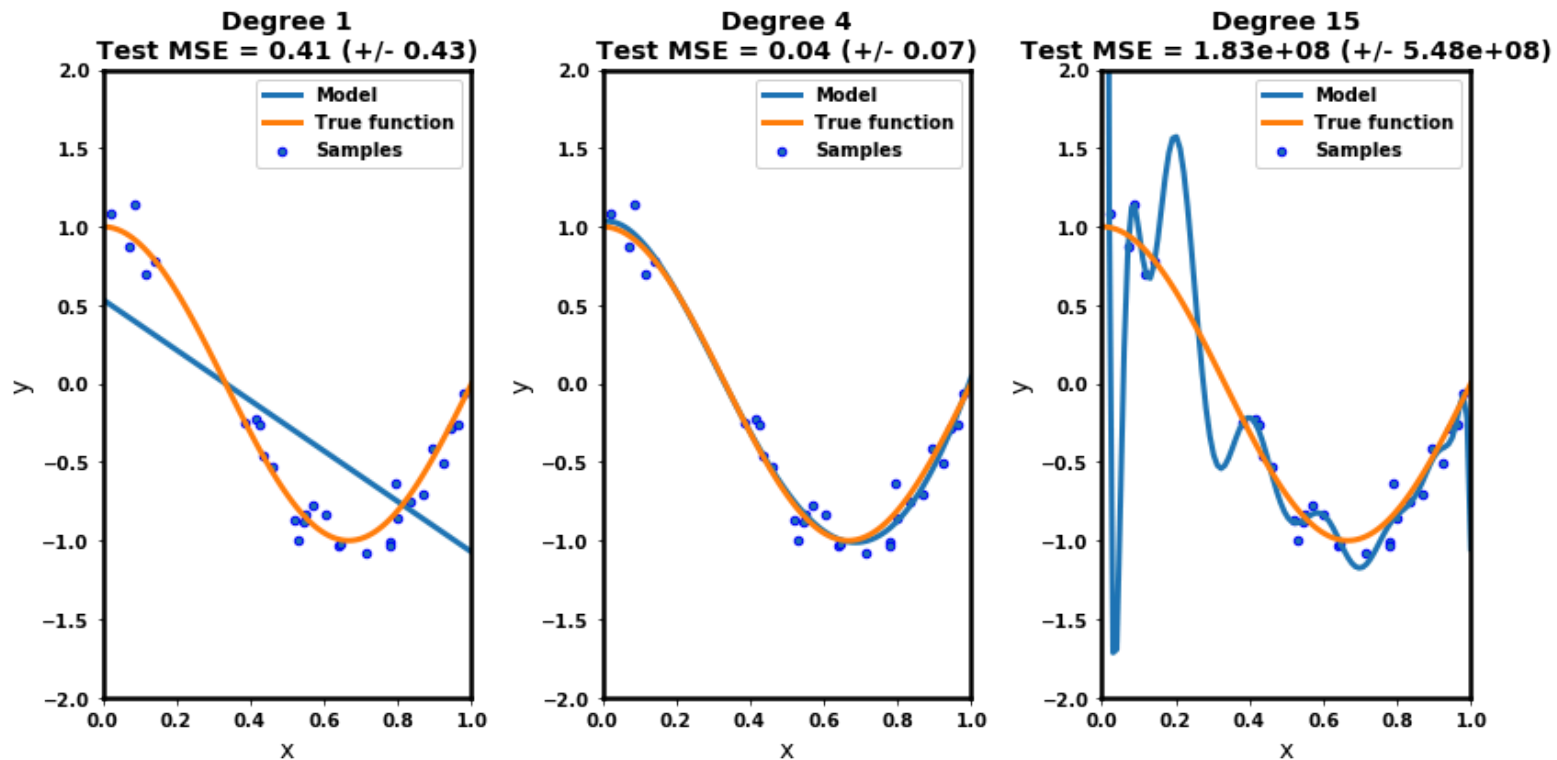 Degree 1
Test MSE = 0.41 (+/- 0.43)
2.0
1.5
1.0
0.5
0.0
−0.5
−1.0
−1.5
−2.0
y
Model
True function
Samples
0.0 0.2 0.4 0.6 0.8 1.0
x
Degree 4
Test MSE = 0.04 (+/- 0.07)
2.0
1.5
1.0
0.5
0.0
−0.5
−1.0
−1.5
−2.0
y
Model
True function
Samples
0.0 0.2 0.4 0.6 0.8 1.0
x
Degree 15
Test MSE = 1.83e+08 (+/- 5.48e+08)
2.0
1.5
1.0
0.5
0.0
−0.5
−1.0
−1.5
−2.0
y
Model
True function
Samples
0.0 0.2 0.4 0.6 0.8 1.0
x